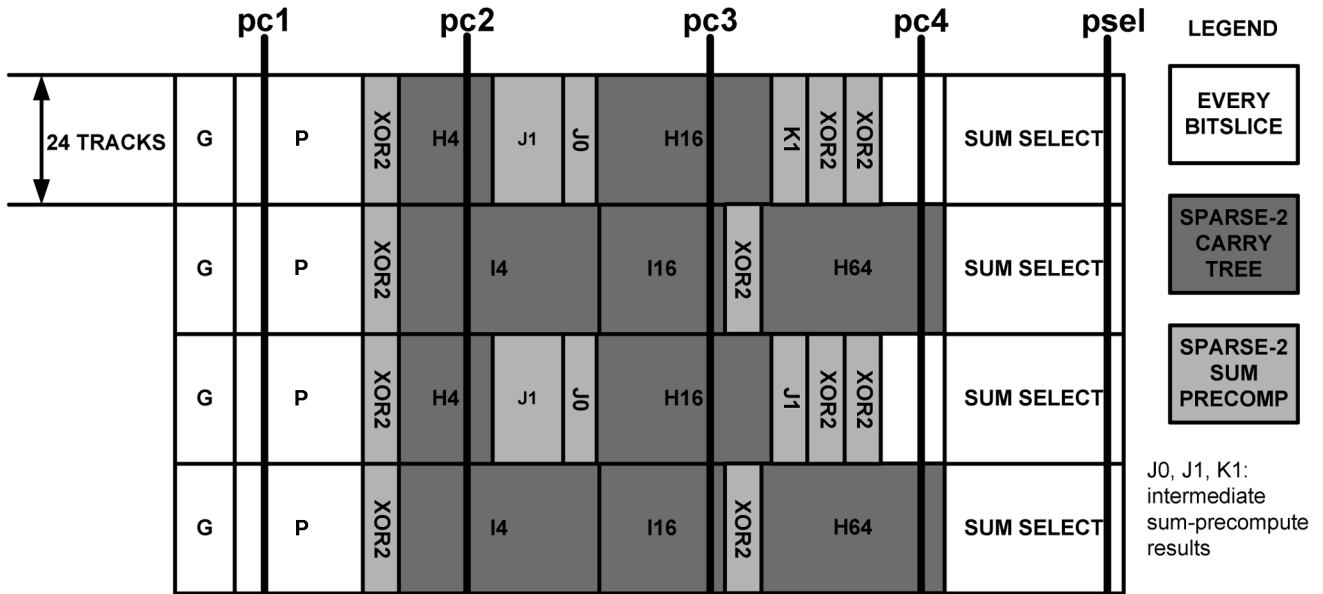 pc1 pc2 pc3 pc4 psel
LEGEND
24 TRACKS
G P XOR2 H4 J1 J0 H16 K1 XOR2 XOR2 SUM SELECT
G P XOR2 I4 I16 XOR2 H64 SUM SELECT
G P XOR2 H4 J1 J0 H16 J1 XOR2 XOR2 SUM SELECT
G P XOR2 I4 I16 XOR2 H64 SUM SELECT
EVERY
BITSLICE
SPARSE-2
CARRY
TREE
SPARSE-2
SUM
PRECOMP
J0, J1, K1:
intermediate
sum-precompute
results